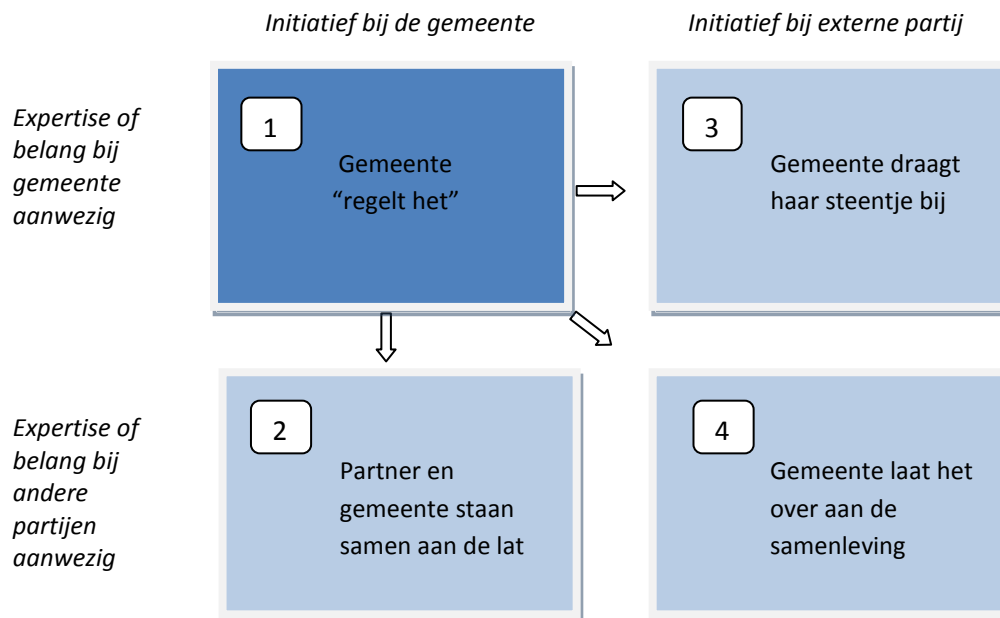 Initiatief bij de gemeente
Initiatief bij externe partij
Expertise of
belang bij
gemeente
aanwezig
1
Gemeente
“regelt het”
3
Gemeente draagt
haar steentje bij
Expertise of
belang bij
andere
partijen
aanwezig
2
Partner en
gemeente staan
samen aan de lat
4
Gemeente laat het
over aan de
samenleving